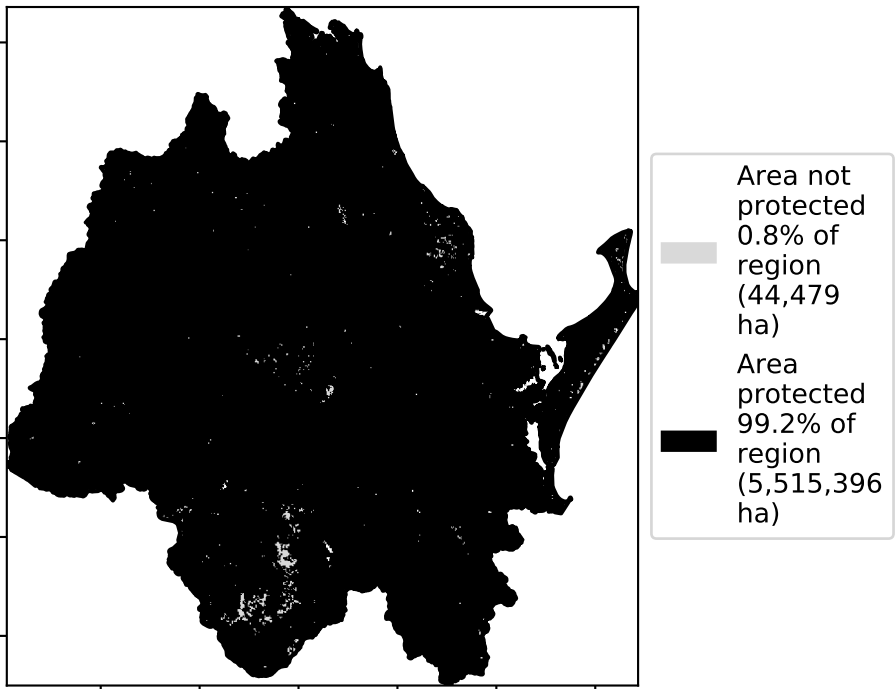 Area not
protected
0.8% of
region
(44,479
ha)
Area
protected
99.2% of
region
(5,515,396
ha)